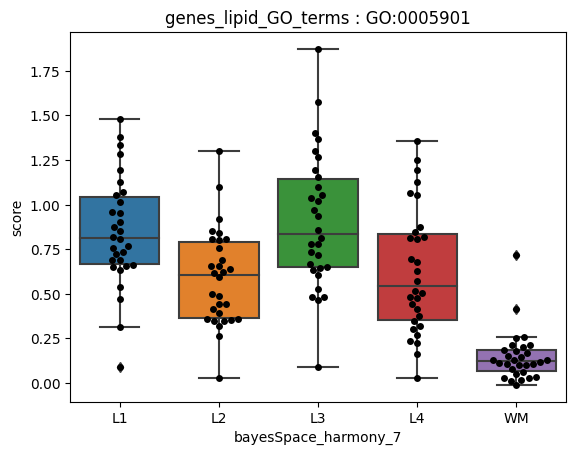 genes_lipid_GO_terms : GO:0005901
score
1.75
1.50
1.25
1.00
0.75
0.50
0.25
0.00
L1 L2 L3 L4 WM
bayesSpace_harmony_7